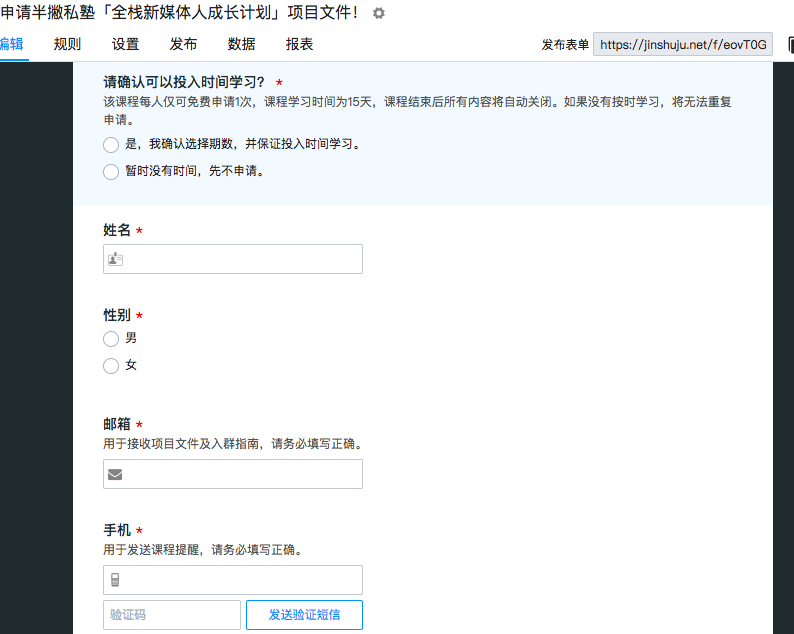 申请半撇私塾「全栈新媒体人成长计划」项目文件！
编辑 规则 设置 发布 数据 报表 发布表单 https://jinshuju.net/f/eovT0G
请确认可以投入时间学习？ *
该课程每人仅可免费申请1次，课程学习时间为15天，课程结束后所有内容将自动关闭。如果没有按时学习，将无法重复
申请。
是，我确认选择期数，并保证投入时间学习。
暂时没有时间，先不申请。
姓名 *
性别 *
男
女
邮箱 *
用于接收项目文件及入群指南，请务必填写正确。
手机 *
用于发送课程提醒，请务必填写正确。
验证码 发送验证短信